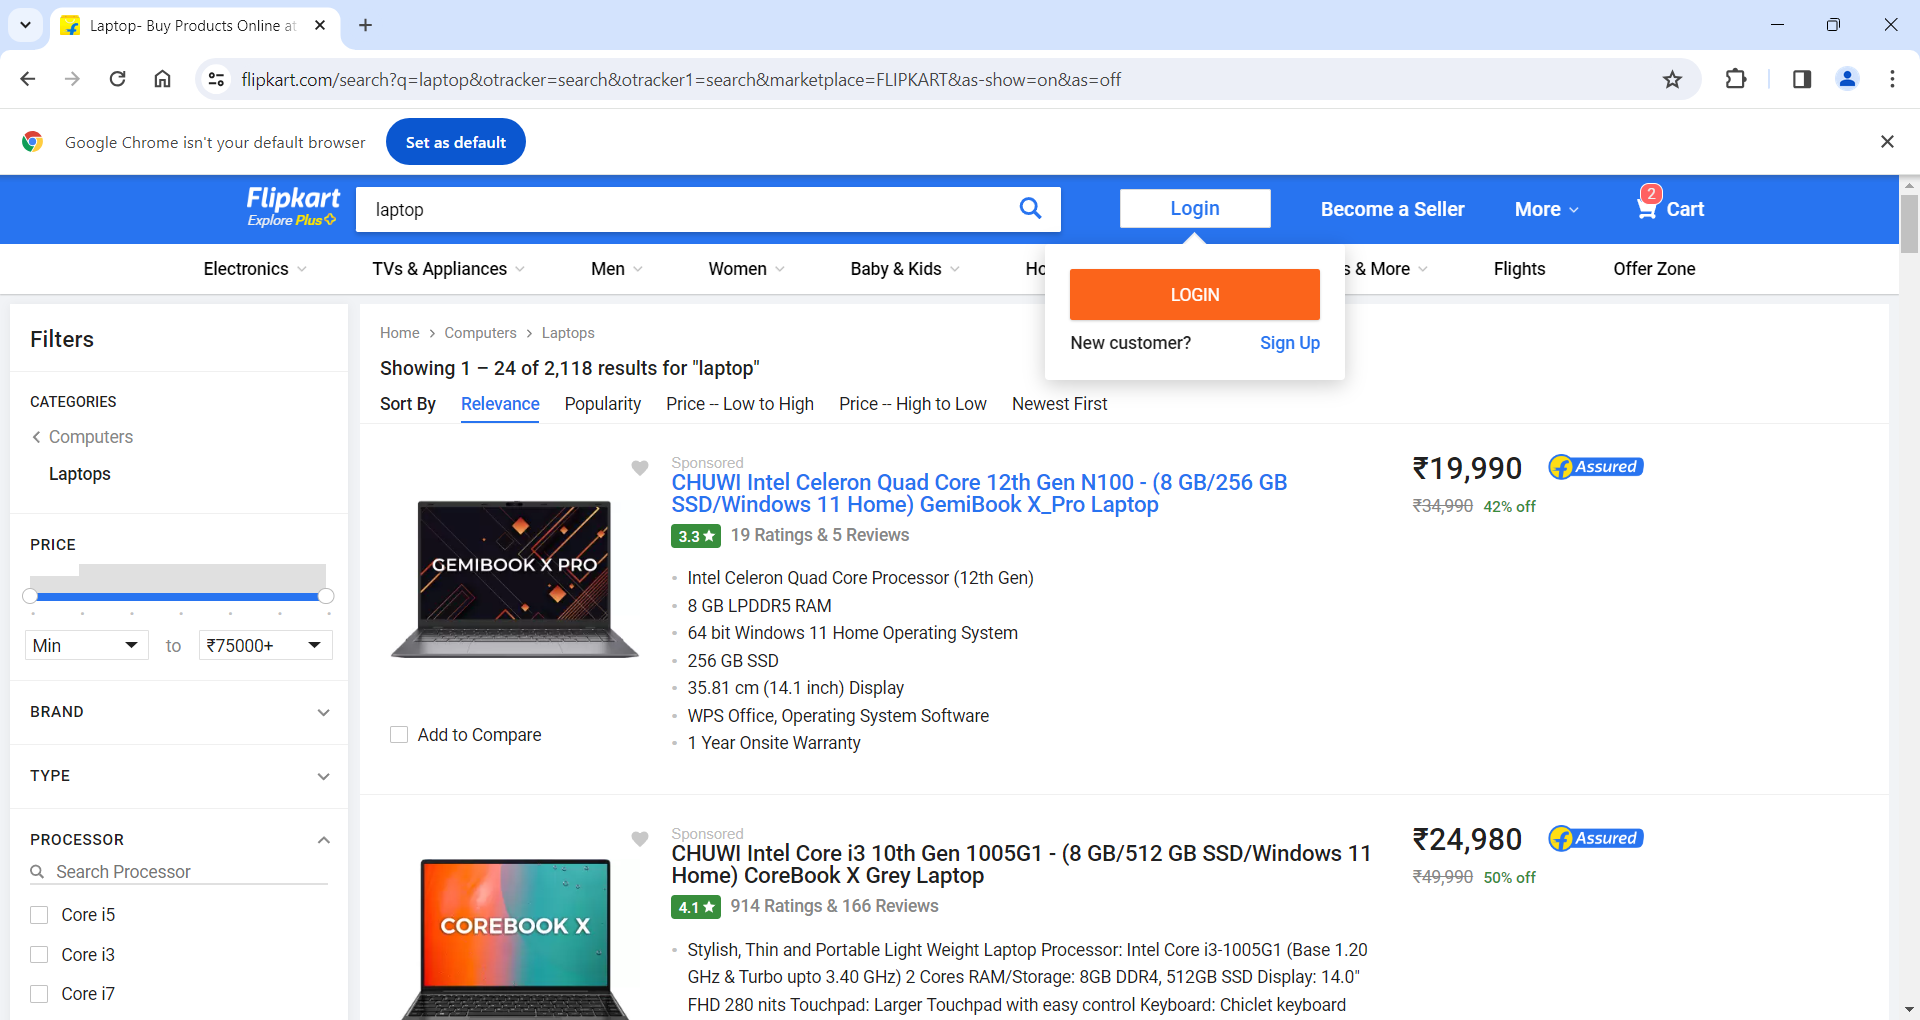 Laptop- Buy Products Online at
flipkart.com/search?q=laptop&otracker=search&otracker1=search&marketplace=FLIPKART&as-show=on&as=off
Google Chrome isn't your default browser
Set as default
Flipkart
Explore Plus
laptop
Login
Become a Seller
More
2
Cart
Electronics
TVs & Appliances
Men
Women
Baby & Kids
Ho
s & More
Flights
Offer Zone
LOGIN
New customer?
Sign Up
Filters
CATEGORIES
Computers
Laptops
PRICE
Min
to
₹75000+
BRAND
TYPE
PROCESSOR
Search Processor
Core i5
Core i3
Core i7
Home
Computers
Laptops
Showing 1 – 24 of 2,118 results for "laptop"
Sort By
Relevance
Popularity
Price -- Low to High
Price -- High to Low
Newest First
GEMIBOOK X PRO
Add to Compare
Sponsored
CHUWI Intel Celeron Quad Core 12th Gen N100 - (8 GB/256 GB
SSD/Windows 11 Home) GemiBook X_Pro Laptop
3.3★
19 Ratings & 5 Reviews
Intel Celeron Quad Core Processor (12th Gen)
8 GB LPDDR5 RAM
64 bit Windows 11 Home Operating System
256 GB SSD
35.81 cm (14.1 inch) Display
WPS Office, Operating System Software
1 Year Onsite Warranty
₹19,990
Assured
₹34,990
42% off
COREBOOK X
Sponsored
CHUWI Intel Core i3 10th Gen 1005G1 - (8 GB/512 GB SSD/Windows 11
Home) CoreBook X Grey Laptop
4.1★
914 Ratings & 166 Reviews
Stylish, Thin and Portable Light Weight Laptop Processor: Intel Core i3-1005G1 (Base 1.20
GHz & Turbo upto 3.40 GHz) 2 Cores RAM/Storage: 8GB DDR4, 512GB SSD Display: 14.0"
FHD 280 nits Touchpad: Larger Touchpad with easy control Keyboard: Chiclet keyboard
₹24,980
Assured
₹49,990
50% off